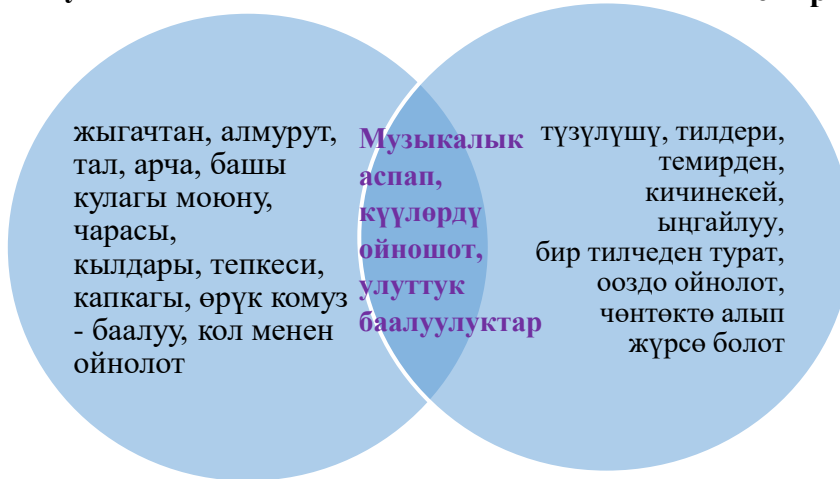 жыгачтан, алмурут,
тал, арча, башы
кулагы моюну,
чарасы,
кылдары, тепкеси,
капкагы, өрүк комуз
- баалуу, кол менен
ойнолот
Музыкалык
аспап,
күүлөрдү
ойношот,
улуттук
баалуулуктар
түзүлүшү, тилдери,
темирден,
кичинекей,
ыңгайлуу,
бир тилчеден турат,
ооздо ойнолот,
чөнтөктө алып
жүрсө болот